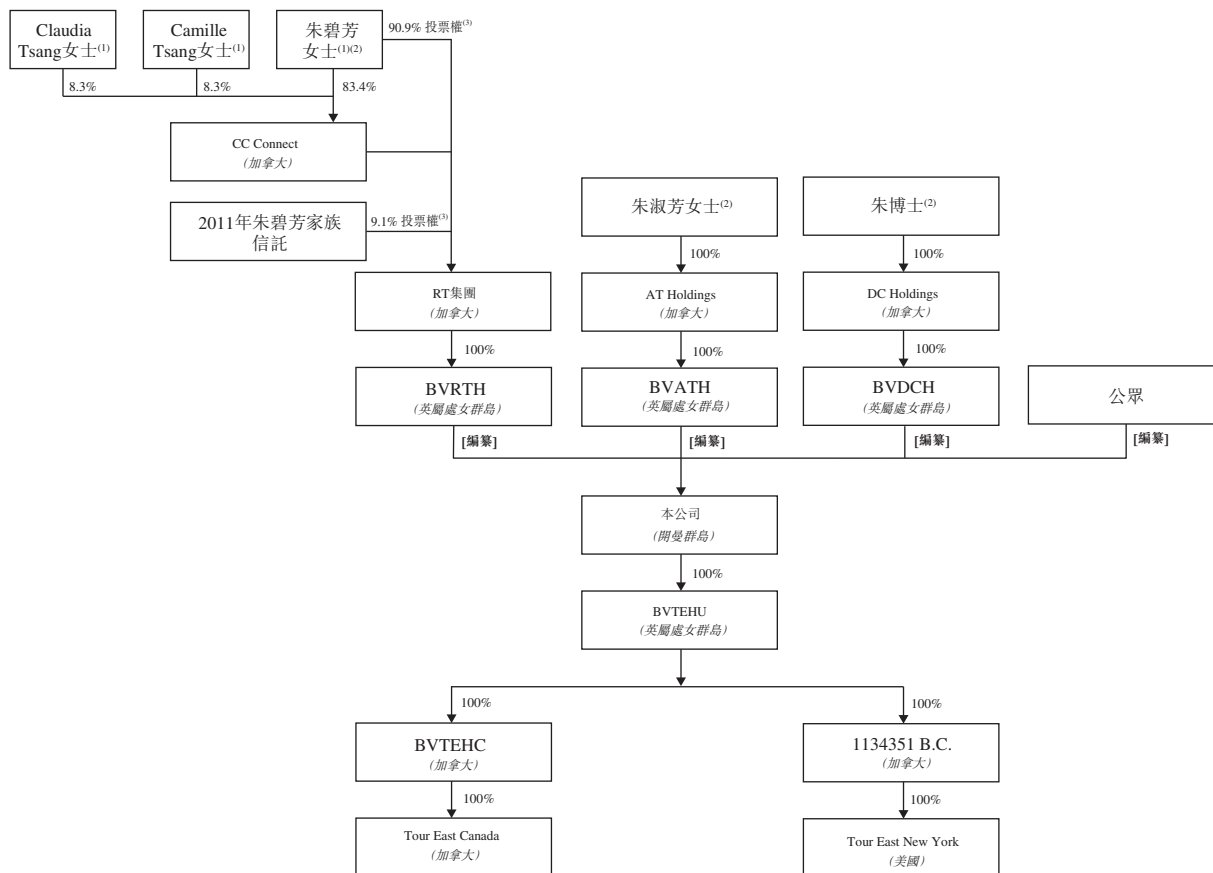 Claudia
Tsang女士(1)
Camille
Tsang女士(1)
朱碧芳
女士(1)(2)
90.9% 投票權(3)
8.3%
8.3%
83.4%
CC Connect
(加拿大)
2011年朱碧芳家族
信託
9.1% 投票權(3)
朱淑芳女士(2)
朱博士(2)
100%
100%
RT集團
(加拿大)
AT Holdings
(加拿大)
DC Holdings
(加拿大)
100%
100%
100%
BVRTH
(英屬處女群島)
BVATH
(英屬處女群島)
BVDCH
(英屬處女群島)
公眾
[編纂]
[編纂]
[編纂]
[編纂]
本公司
(開曼群島)
100%
BVTEHU
(英屬處女群島)
100%
100%
BVTEHC
(加拿大)
1134351 B.C.
(加拿大)
100%
100%
Tour East Canada
(加拿大)
Tour East New York
(美國)